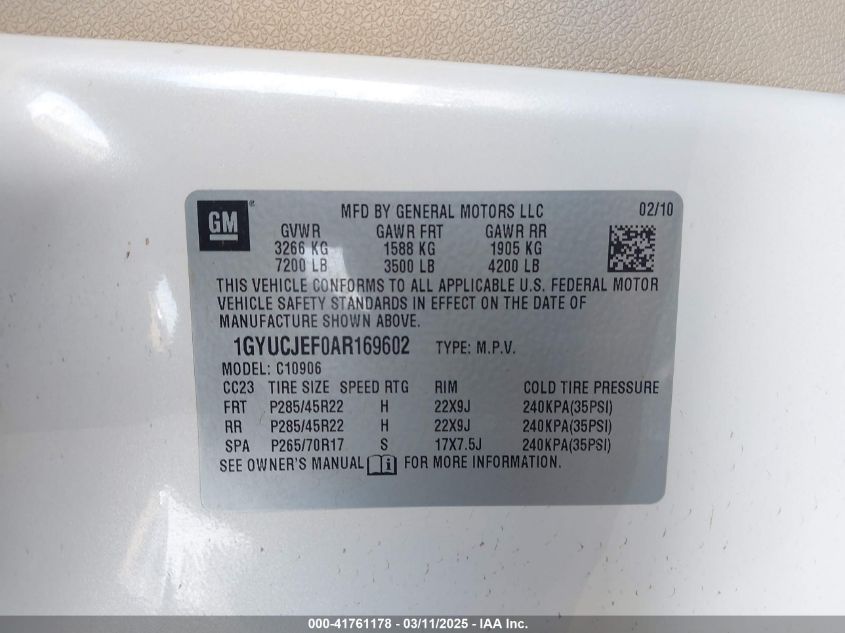 GM ®
MFD BY GENERAL MOTORS LLC 02/10
GVWR GAWR FRT GAWR RR
3266 KG 1588 KG 1905 KG
7200 LB 3500 LB 4200 LB
THIS VEHICLE CONFORMS TO ALL APPLICABLE U.S. FEDERAL MOTOR
VEHICLE SAFETY STANDARDS IN EFFECT ON THE DATE OF
MANUFACTURE SHOWN ABOVE.
1GYUCJEF0AR169602 TYPE: M.P.V.
MODEL: C10906
CC23 TIRE SIZE SPEED RTG RIM COLD TIRE PRESSURE
FRT P285/45R22 H 22X9J 240KPA(35PSI)
RR P285/45R22 H 22X9J 240KPA(35PSI)
SPA P265/70R17 S 17X7.5J 240KPA(35PSI)
SEE OWNER'S MANUAL i FOR MORE INFORMATION.
000-41761178 - 03/11/2025 - IAAI Inc.